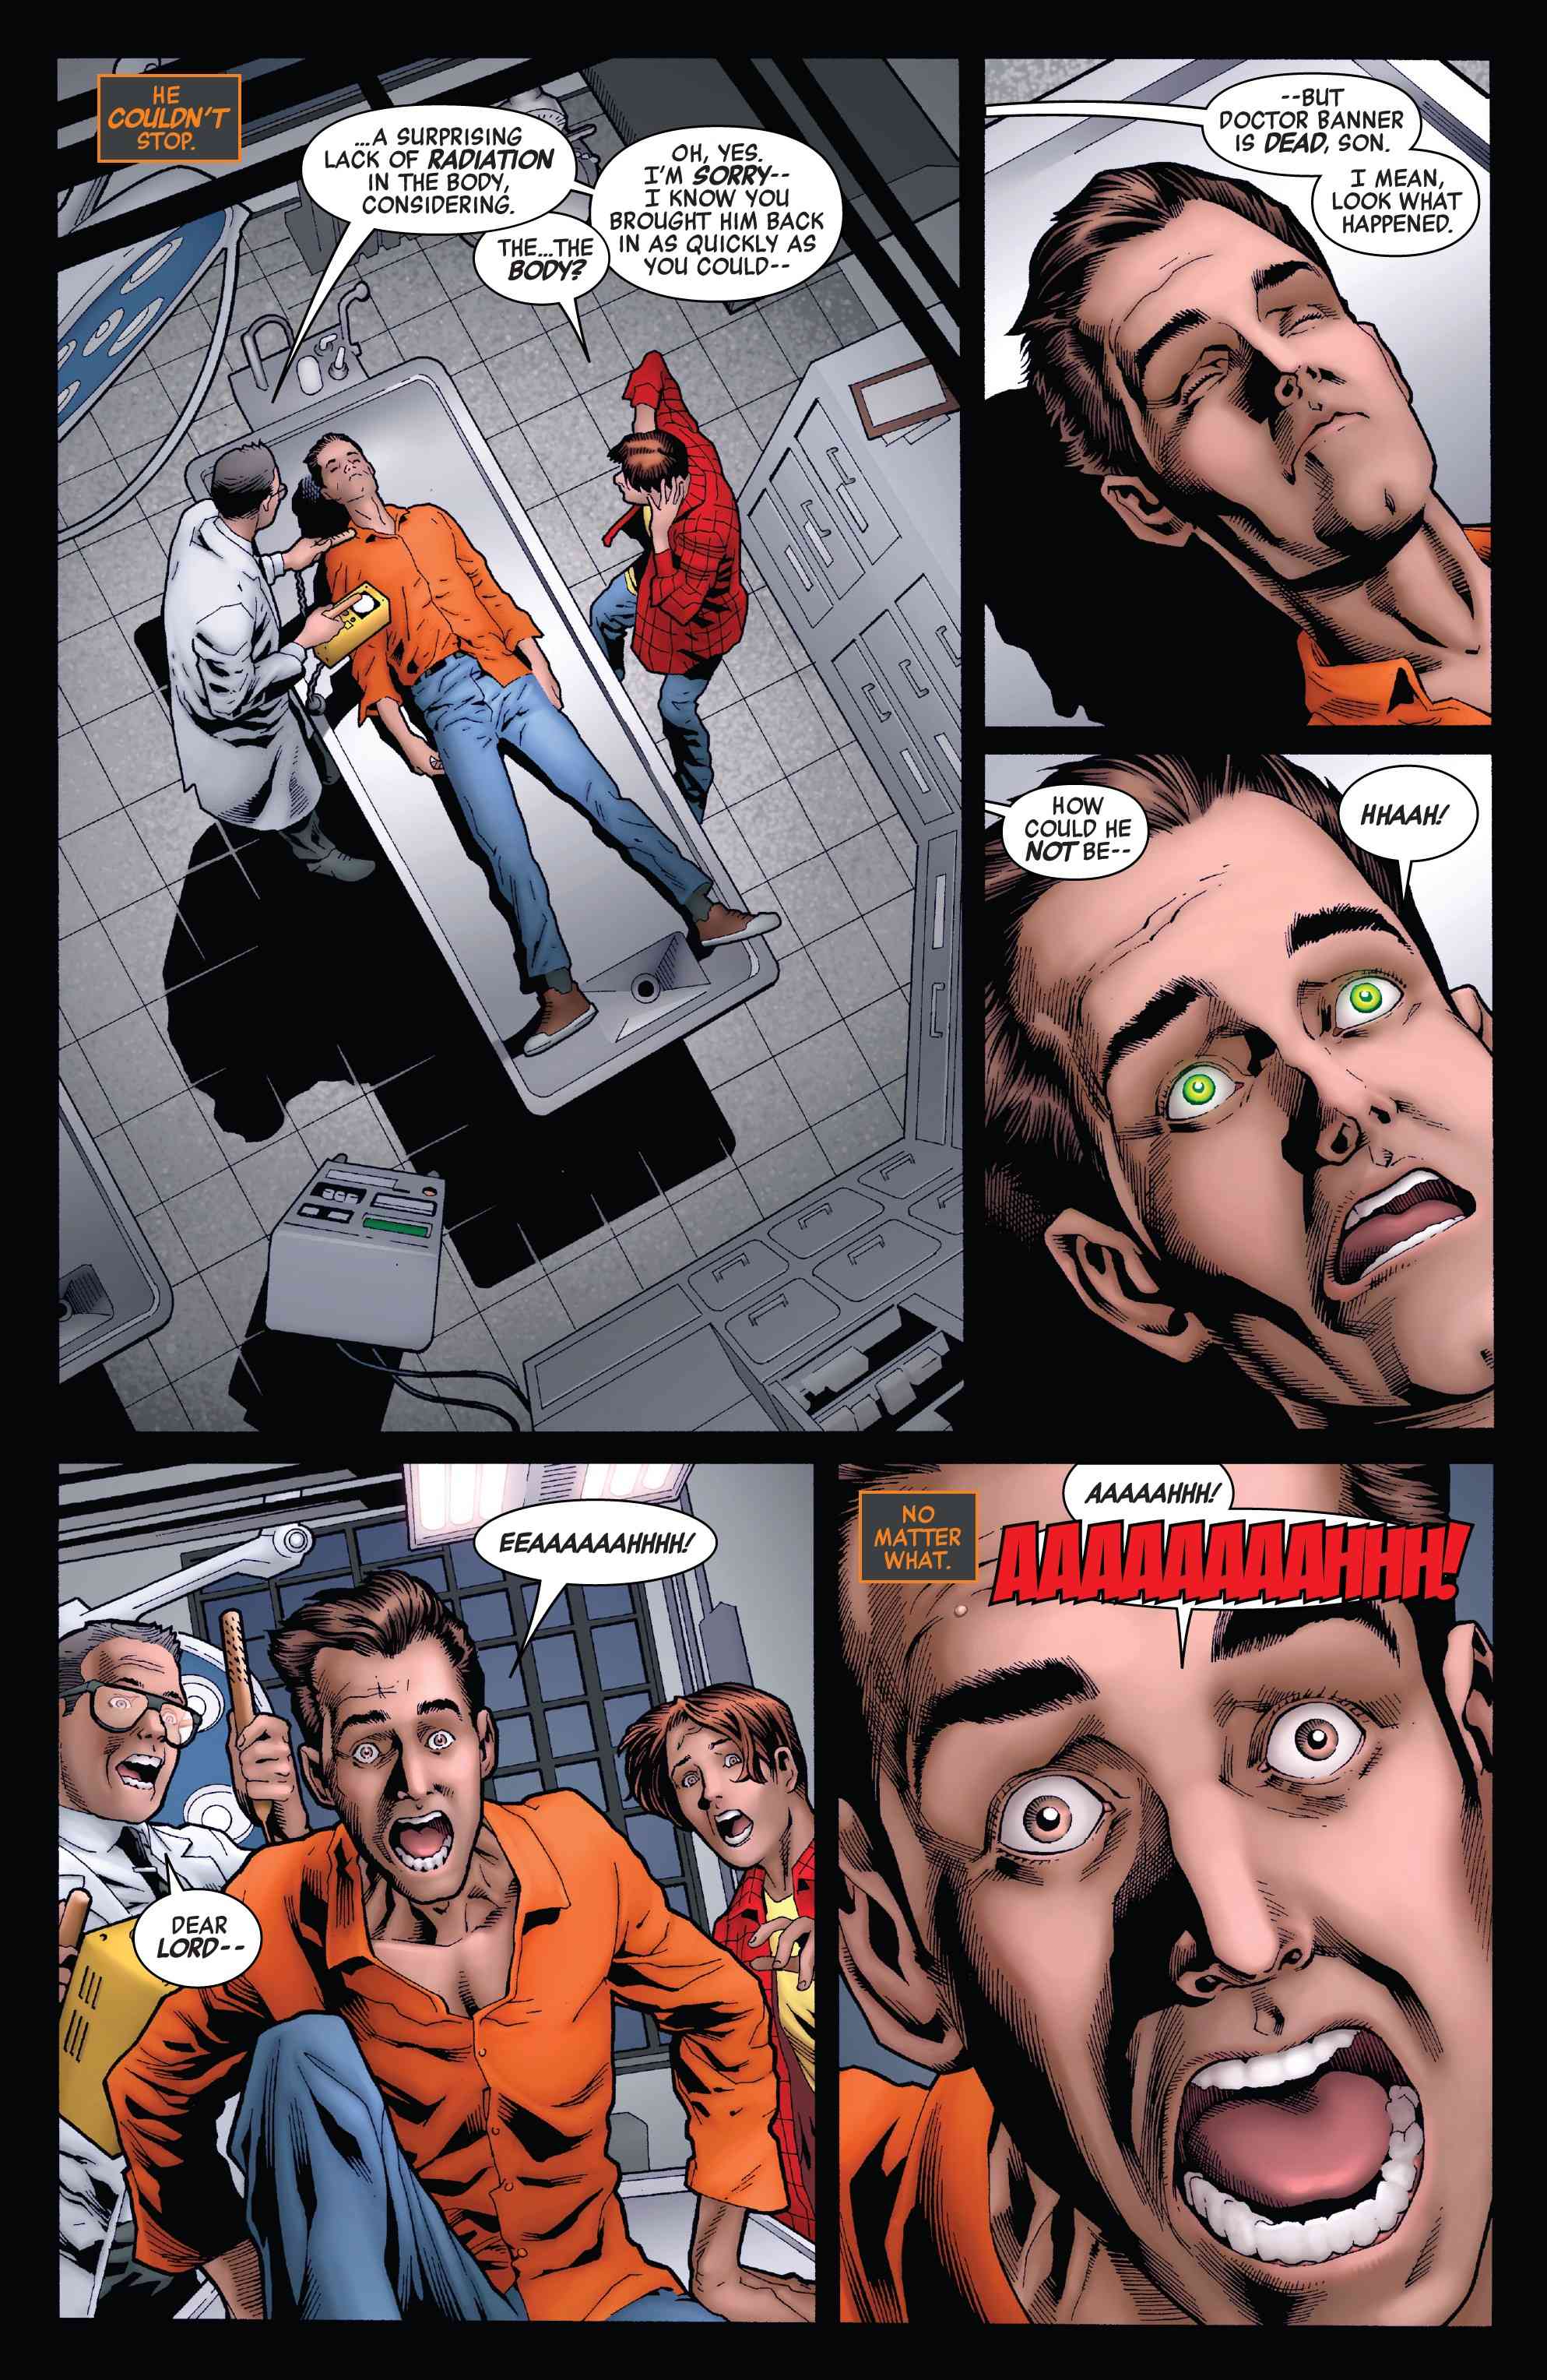 HE
COULDN'T
STOP.
...A SURPRISING
LACK OF RADIATION
IN THE BODY,
CONSIDERING.
THE...THE
BODY?
OH, YES.
I'M SORRY--
I KNOW YOU
BROUGHT HIM BACK
IN AS QUICKLY AS
YOU COULD--
--BUT
DOCTOR BANNER
IS DEAD, SON.
I MEAN,
LOOK WHAT
HAPPENED.
HOW
COULD HE
NOT BE--
HHAAH!
EEAAAAAAHHHH!
DEAR
LORD--
NO
MATTER
WHAT.
AAAAAHHH!
AAAAAAAAAHHH!